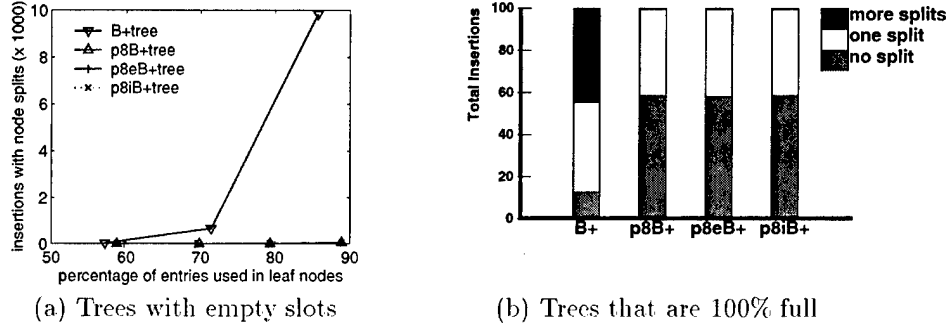 insertions with node splits (x 1000)
10
8
6
4
2
0
B+tree
p8B+tree
p8eB+tree
p8iB+tree
50
60
70
80
90
percentage of entries used in leaf nodes
(a) Trees with empty slots
Total Insertions
100
80
60
40
20
0
more splits
one split
no split
B+
p8B+
p8eB+
p8iB+
(b) Trees that are 100% full